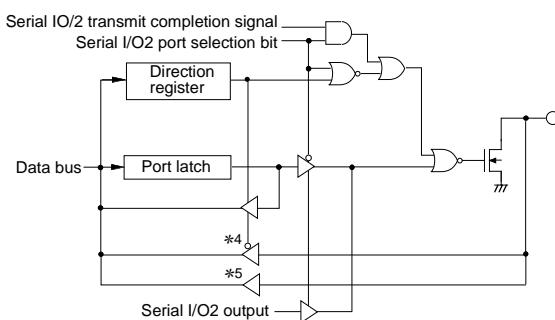 Serial IO/2 transmit completion signal
Serial I/O2 port selection bit
Direction
register
Data bus
Port latch
*4
*5
Serial I/O2 output